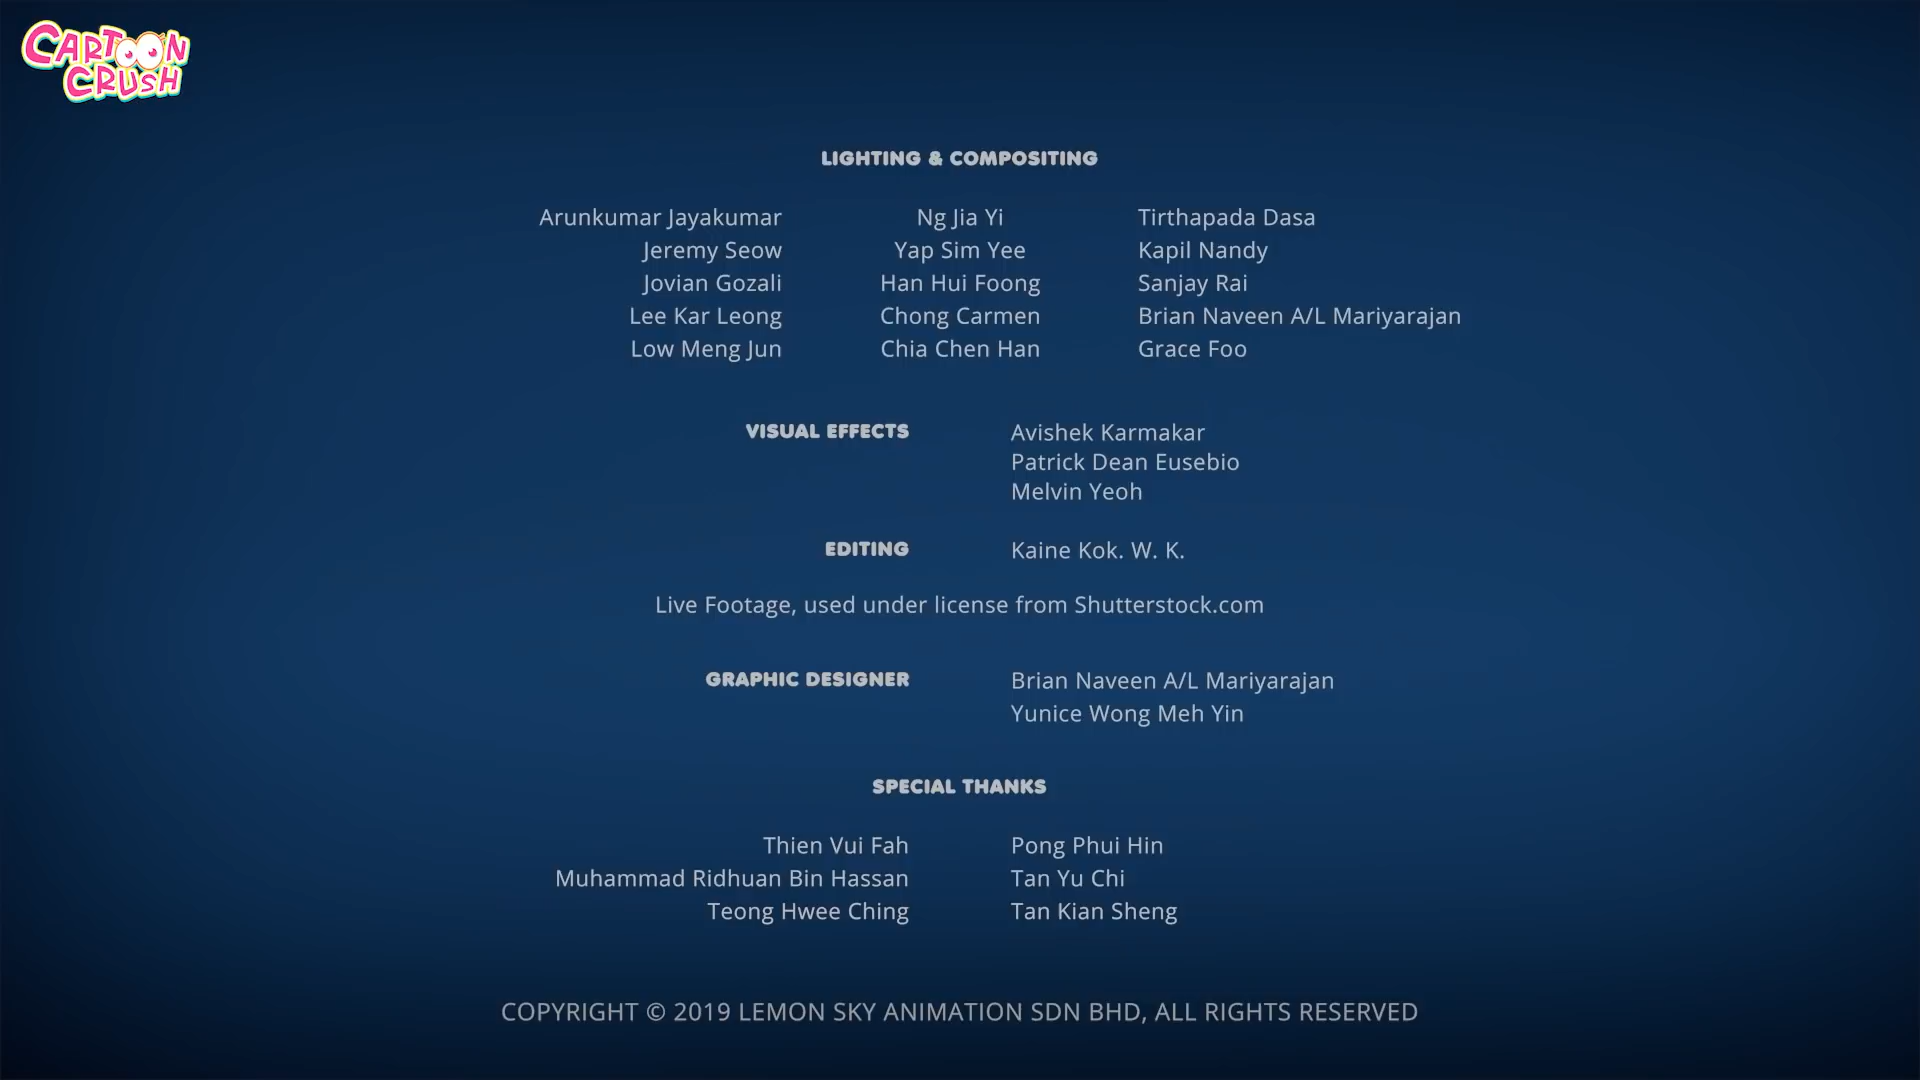 CARTOON
CRUSH
LIGHTING & COMPOSITING
Arunkumar Jayakumar Ng Jia Yi Tirthapada Dasa
Jeremy Seow Yap Sim Yee Kapil Nandy
Jovian Gozali Han Hui Foong Sanjay Rai
Lee Kar Leong Chong Carmen Brian Naveen A/L Mariyarajan
Low Meng Jun Chia Chen Han Grace Foo
VISUAL EFFECTS Avishek Karmakar
Patrick Dean Eusebio
Melvin Yeoh
EDITING Kaine Kok. W. K.
Live Footage, used under license from Shutterstock.com
GRAPHIC DESIGNER Brian Naveen A/L Mariyarajan
Yunice Wong Meh Yin
SPECIAL THANKS
Thien Vui Fah Pong Phui Hin
Muhammad Ridhuan Bin Hassan Tan Yu Chi
Teong Hwee Ching Tan Kian Sheng
COPYRIGHT © 2019 LEMON SKY ANIMATION SDN BHD, ALL RIGHTS RESERVED